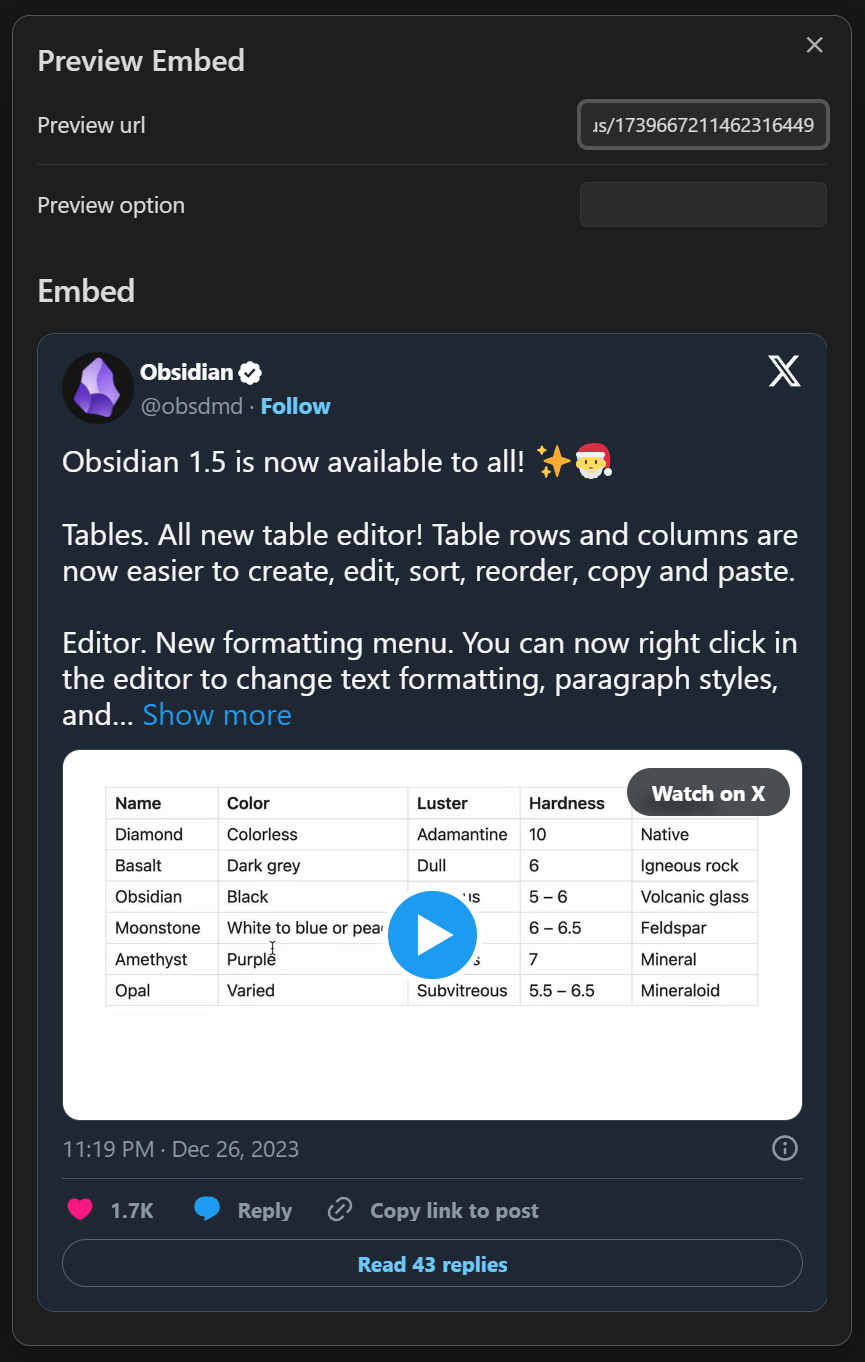 Preview Embed
Preview url
us/1739667211462316449
Preview option
Embed
Obsidian
@obsdmd · Follow
Obsidian 1.5 is now available to all! ✨🎅
Tables. All new table editor! Table rows and columns are
now easier to create, edit, sort, reorder, copy and paste.
Editor. New formatting menu. You can now right click in
the editor to change text formatting, paragraph styles,
and... Show more
Watch on X
Name Color Luster Hardness
Diamond Colorless Adamantine 10 Native
Basalt Dark grey Dull 6 Igneous rock
Obsidian Black 5 – 6 Volcanic glass
Moonstone White to blue or 6 – 6.5 Feldspar
Amethyst Purple 7 Mineral
Opal Varied Subvitreous 5.5 – 6.5 Mineraloid
11:19 PM · Dec 26, 2023
1.7K Reply Copy link to post
Read 43 replies